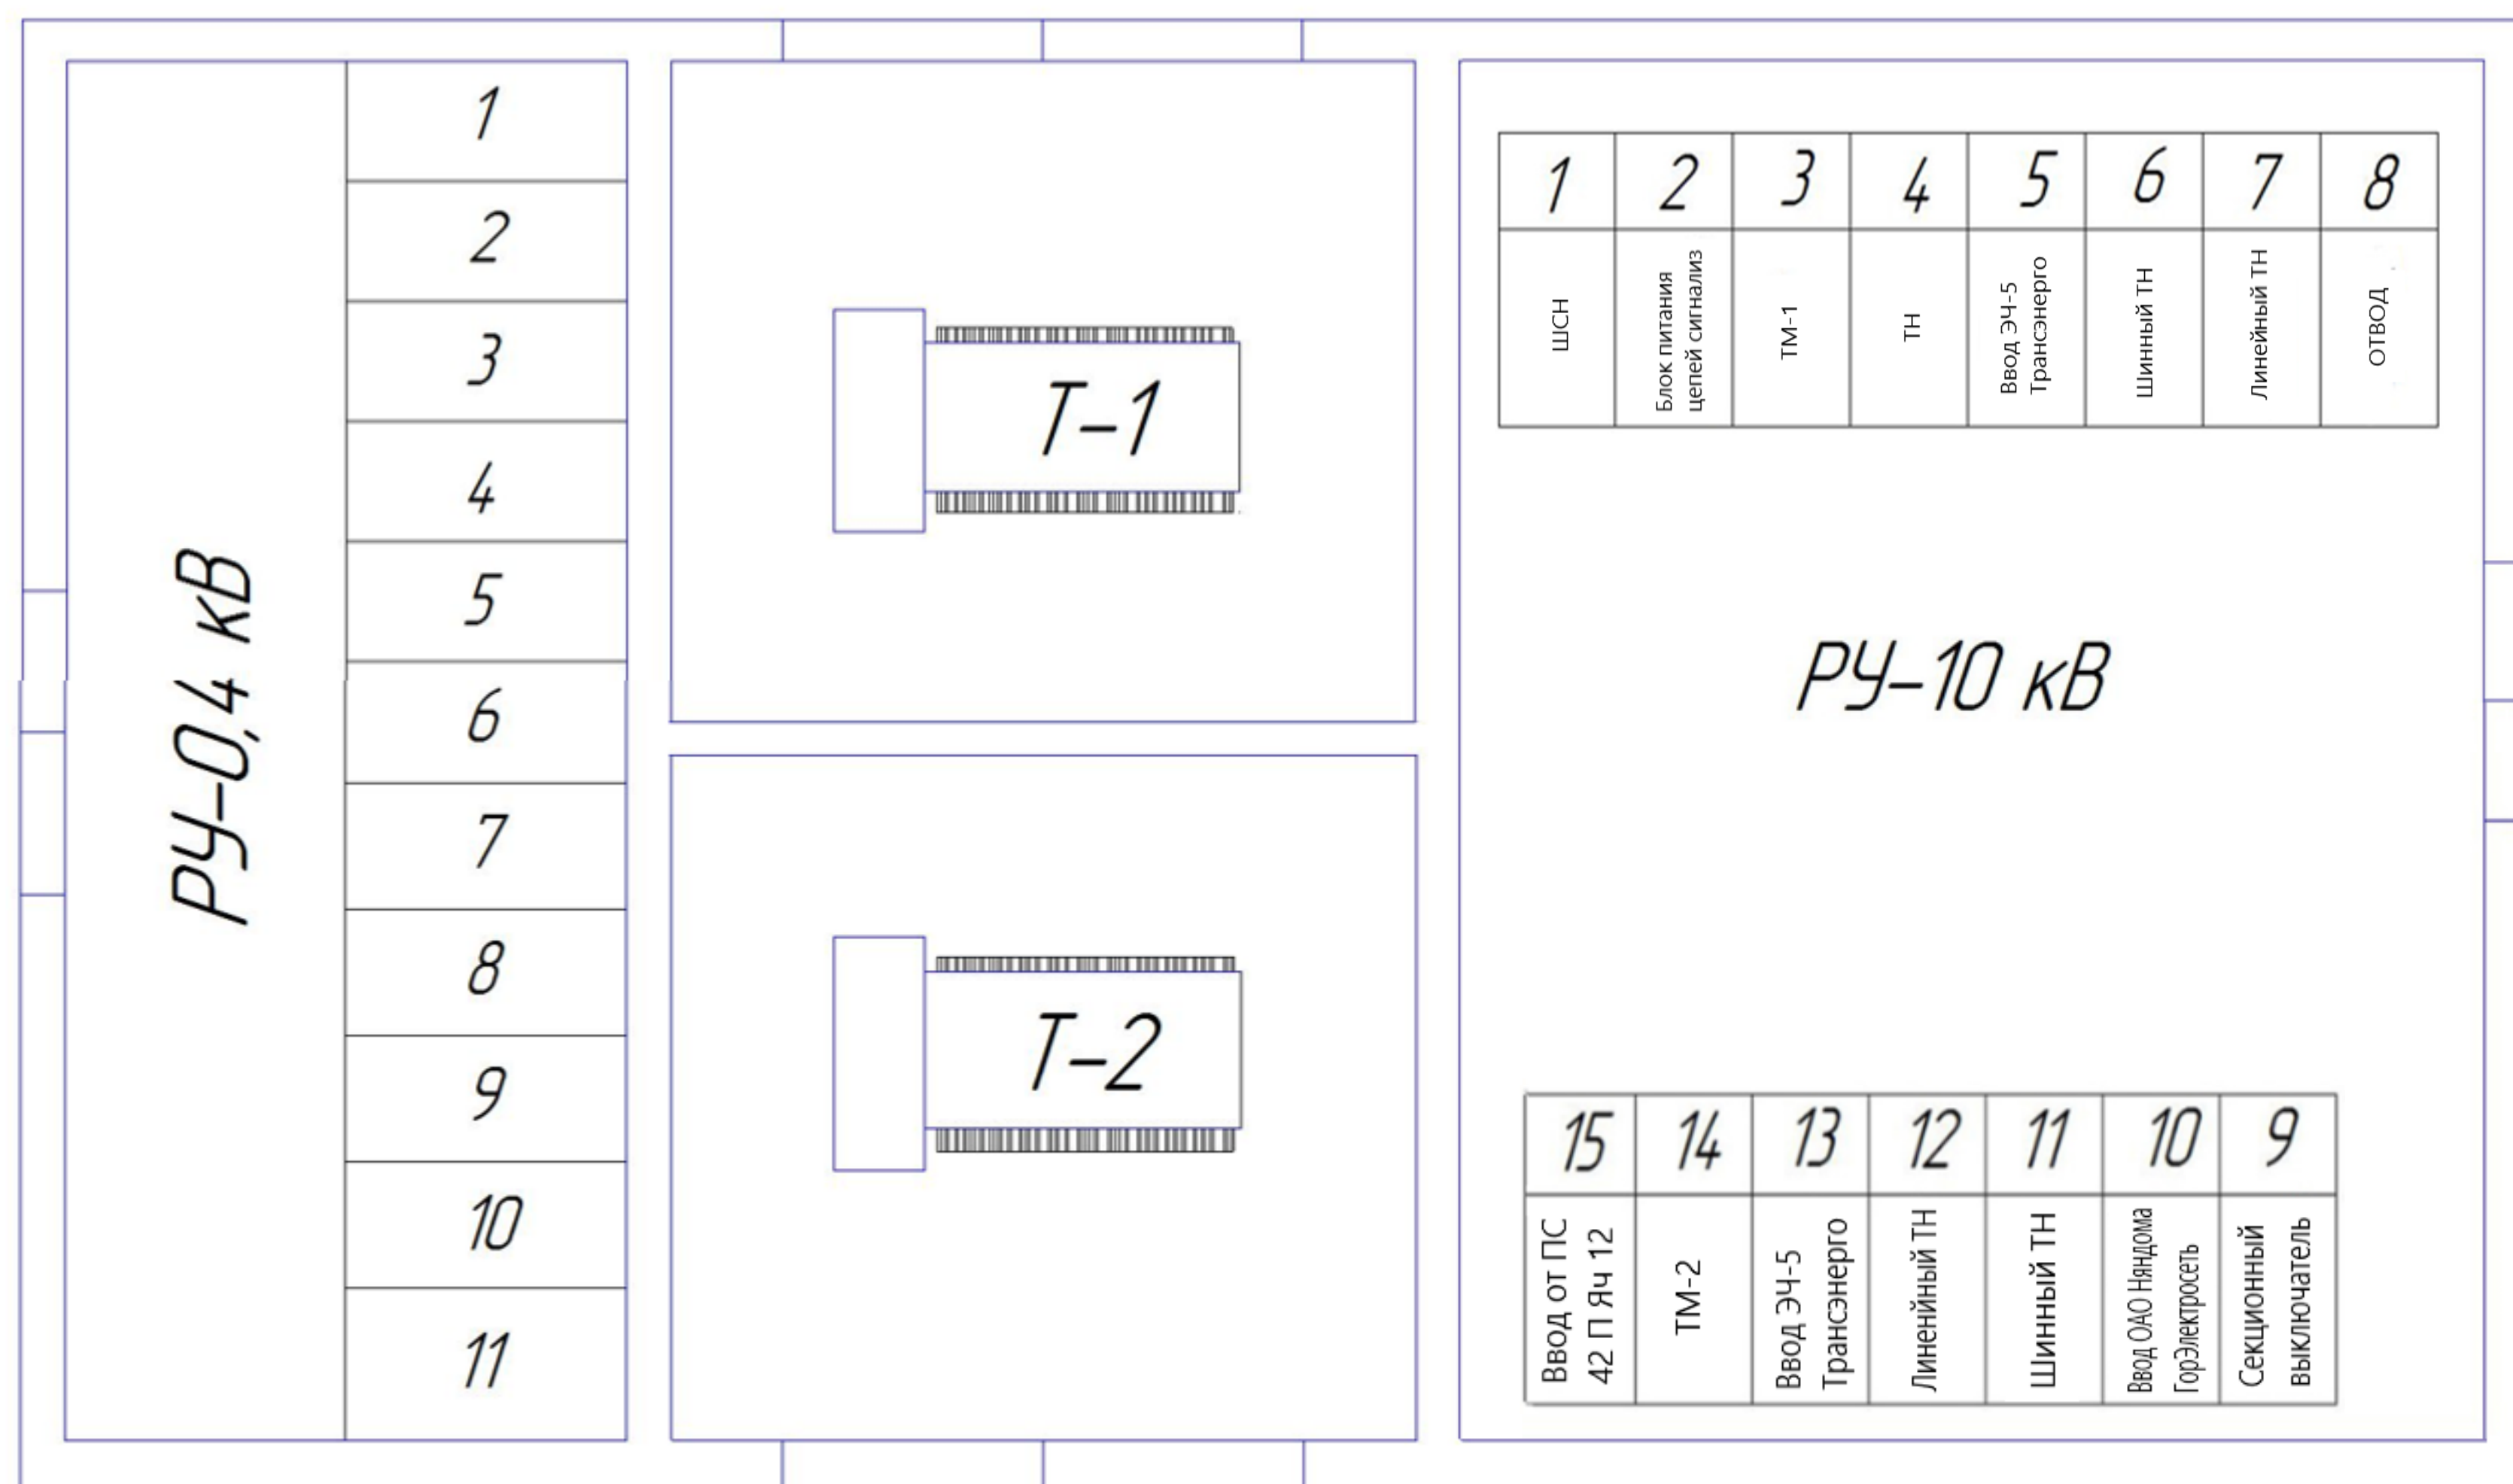 РУ-0,4 кВ
1
2
3
4
5
6
7
8
9
10
11
Т-1
Т-2
1
2
3
4
5
6
7
8
ШСН
Блок питания
цепей сигнализ
ТМ-1
ТН
Ввод ЭЧ-5
Трансэнерго
Шинный ТН
Линейный ТН
ОТВОД
РУ-10 кВ
15
14
13
12
11
10
9
Ввод от ПС
42 П Яч 12
ТМ-2
Ввод ЭЧ-5
Трансэнерго
Линенйный ТН
Шинный ТН
Ввод ОАО Няндома
ГорЭлектросеть
Секционный
выключатель